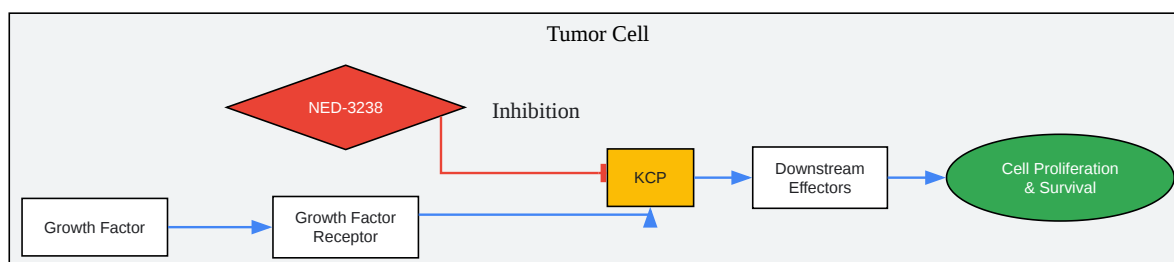 Tumor Cell
NED-3238
Inhibition
KCP
Downstream
Effectors
Cell Proliferation
& Survival
Growth Factor
Growth Factor
Receptor